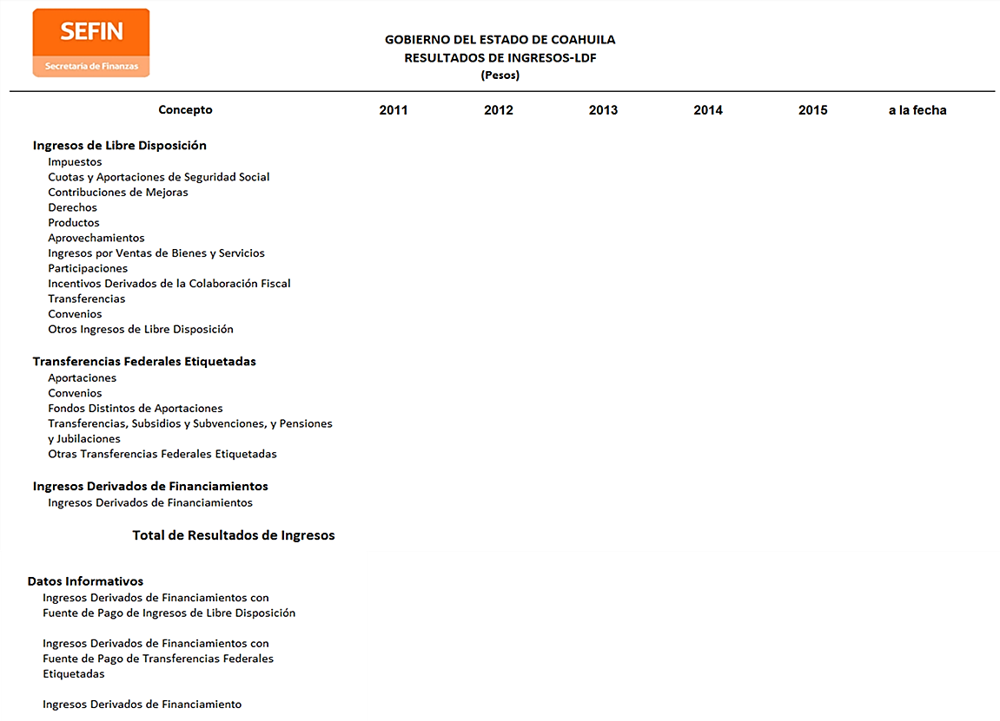 SEFIN
Secretaría de Finanzas
GOBIERNO DEL ESTADO DE COAHUILA
RESULTADOS DE INGRESOS-LDF
(Pesos)
Concepto 2011 2012 2013 2014 2015 a la fecha
Ingresos de Libre Disposición
Impuestos
Cuotas y Aportaciones de Seguridad Social
Contribuciones de Mejoras
Derechos
Productos
Aprovechamientos
Ingresos por Ventas de Bienes y Servicios
Participaciones
Incentivos Derivados de la Colaboración Fiscal
Transferencias
Convenios
Otros Ingresos de Libre Disposición
Transferencias Federales Etiquetadas
Aportaciones
Convenios
Fondos Distintos de Aportaciones
Transferencias, Subsidios y Subvenciones, y Pensiones
y Jubilaciones
Otras Transferencias Federales Etiquetadas
Ingresos Derivados de Financiamientos
Ingresos Derivados de Financiamientos
Total de Resultados de Ingresos
Datos Informativos
Ingresos Derivados de Financiamientos con
Fuente de Pago de Ingresos de Libre Disposición
Ingresos Derivados de Financiamientos con
Fuente de Pago de Transferencias Federales
Etiquetadas
Ingresos Derivados de Financiamiento